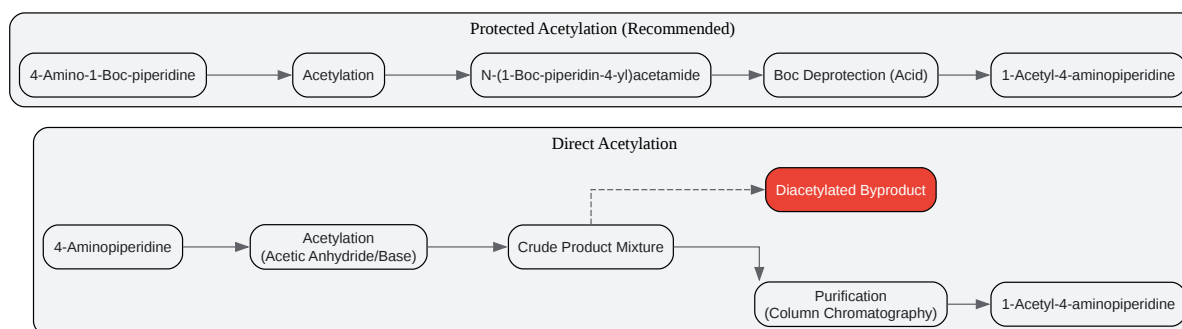 Protected Acetylation (Recommended)
4-Amino-1-Boc-piperidine
Acetylation
N-(1-Boc-piperidin-4-yl)acetamide
Boc Deprotection (Acid)
1-Acetyl-4-aminopiperidine
Direct Acetylation
Diacetylated Byproduct
4-Aminopiperidine
Acetylation
(Acetic Anhydride/Base)
Crude Product Mixture
Purification
(Column Chromatography)
1-Acetyl-4-aminopiperidine